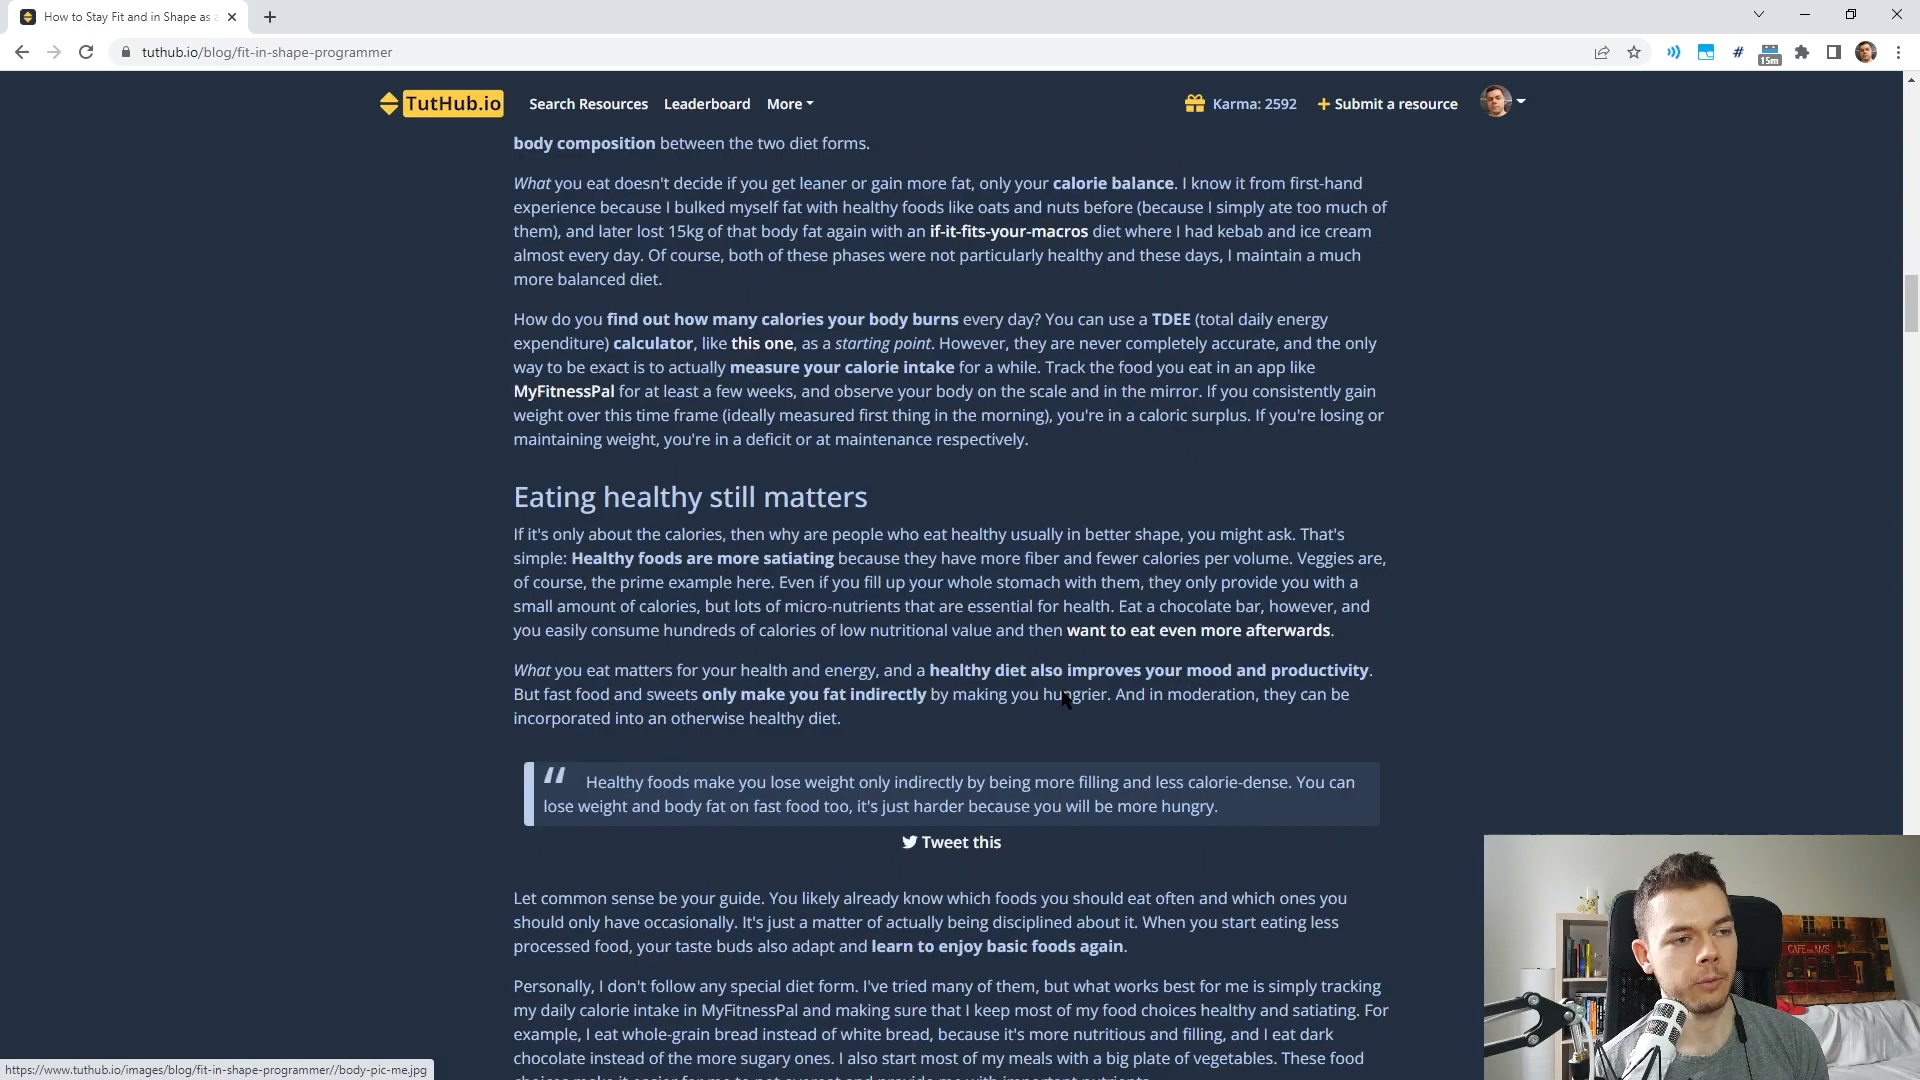 How to Stay Fit and in Shape as a
tuthub.io/blog/fit-in-shape-programmer
15m
TutHub.io
Search Resources
Leaderboard
More
Karma: 2592
Submit a resource
body composition between the two diet forms.
What you eat doesn't decide if you get leaner or gain more fat, only your calorie balance. I know it from first-hand
experience because I bulked myself fat with healthy foods like oats and nuts before (because I simply ate too much of
them), and later lost 15kg of that body fat again with an if-it-fits-your-macros diet where I had kebab and ice cream
almost every day. Of course, both of these phases were not particularly healthy and these days, I maintain a much
more balanced diet.
How do you find out how many calories your body burns every day? You can use a TDEE (total daily energy
expenditure) calculator, like this one, as a starting point. However, they are never completely accurate, and the only
way to be exact is to actually measure your calorie intake for a while. Track the food you eat in an app like
MyFitnessPal for at least a few weeks, and observe your body on the scale and in the mirror. If you consistently gain
weight over this time frame (ideally measured first thing in the morning), you're in a caloric surplus. If you're losing or
maintaining weight, you're in a deficit or at maintenance respectively.
Eating healthy still matters
If it's only about the calories, then why are people who eat healthy usually in better shape, you might ask. That's
simple: Healthy foods are more satiating because they have more fiber and fewer calories per volume. Veggies are,
of course, the prime example here. Even if you fill up your whole stomach with them, they only provide you with a
small amount of calories, but lots of micro-nutrients that are essential for health. Eat a chocolate bar, however, and
you easily consume hundreds of calories of low nutritional value and then want to eat even more afterwards.
What you eat matters for your health and energy, and a healthy diet also improves your mood and productivity.
But fast food and sweets only make you fat indirectly by making you hungrier. And in moderation, they can be
incorporated into an otherwise healthy diet.
" Healthy foods make you lose weight only indirectly by being more filling and less calorie-dense. You can
lose weight and body fat on fast food too, it's just harder because you will be more hungry.
Tweet this
Let common sense be your guide. You likely already know which foods you should eat often and which ones you
should only have occasionally. It's just a matter of actually being disciplined about it. When you start eating less
processed food, your taste buds also adapt and learn to enjoy basic foods again.
Personally, I don't follow any special diet form. I've tried many of them, but what works best for me is simply tracking
my daily calorie intake in MyFitnessPal and making sure that I keep most of my food choices healthy and satiating. For
example, I eat whole-grain bread instead of white bread, because it's more nutritious and filling, and I eat dark
chocolate instead of the more sugary ones. I also start most of my meals with a big plate of vegetables. These food
https://www.tuthub.io/images/blog/fit-in-shape-programmer//body-pic-me.jpg